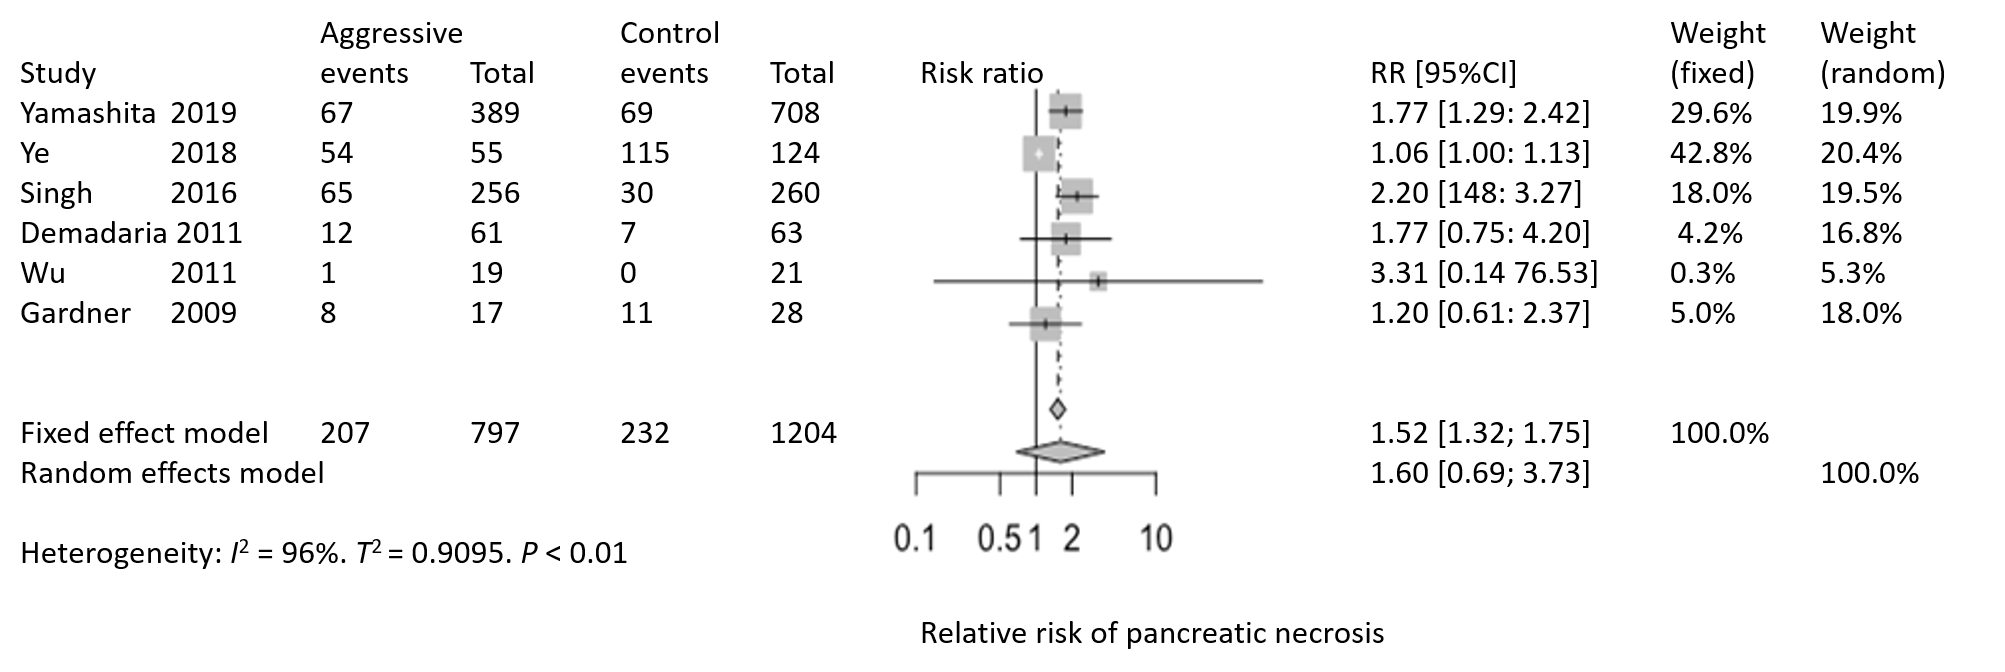 Aggressive Control Weight Weight
Study events Total events Total Risk ratio RR [95%CI] (fixed) (random)
Yamashita 2019 67 389 69 708 1.77 [1.29: 2.42] 29.6% 19.9%
Ye 2018 54 55 115 124 1.06 [1.00: 1.13] 42.8% 20.4%
Singh 2016 65 256 30 260 2.20 [148: 3.27] 18.0% 19.5%
Demadaria 2011 12 61 7 63 1.77 [0.75: 4.20] 4.2% 16.8%
Wu 2011 1 19 0 21 3.31 [0.14 76.53] 0.3% 5.3%
Gardner 2009 8 17 11 28 1.20 [0.61: 2.37] 5.0% 18.0%
Fixed effect model 207 797 232 1204 1.52 [1.32; 1.75] 100.0%
Random effects model 1.60 [0.69; 3.73] 100.0%
0.1 0.5 1 2 10
Heterogeneity: I² = 96%. T² = 0.9095. P < 0.01
Relative risk of pancreatic necrosis